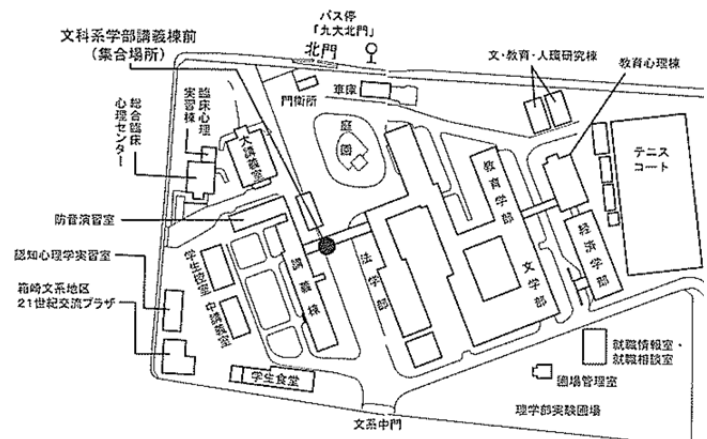 バス停
「九大北門」
文科系学部講義棟前
(集合場所)
北門
文・教育・人環研究棟
教育心理棟
門衛所
車庫
臨床心理
実習棟
総合臨床
心理センター
大講義室
庭園
教育学部
テニス
コート
防音演習室
認知心理学実習室
学生控室
中講義室
講義棟
法学部
文学部
経済学部
箱崎文系地区
21世紀交流プラザ
就職情報室・
就職相談室
圃場管理室
学生食堂
理学部実験圃場
文系中門